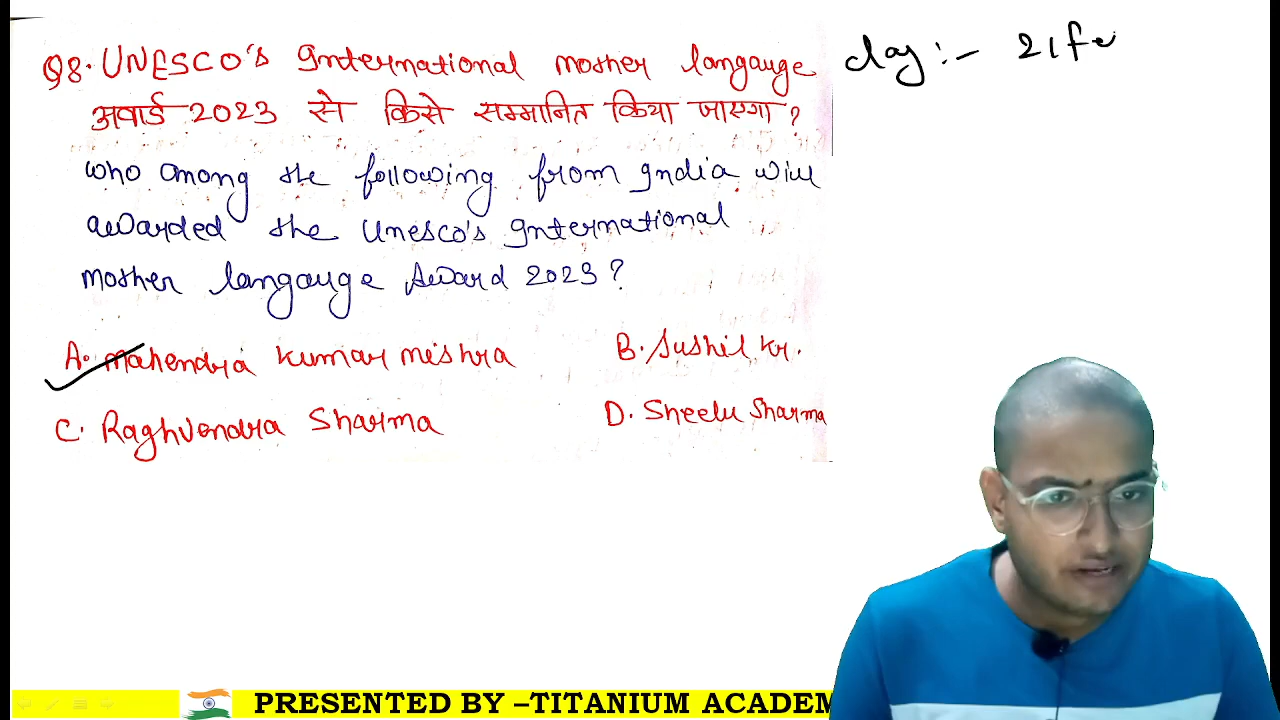 Q8. UNESCO's International mother langauge
अवार्ड 2023 से किसे सम्मानित किया जाएगा?
who among the following from India will
awarded the Unesco's International
mother langauge Award 2023?
A. mahendra kumar mishra
B. Sushil kr.
C. Raghvendra Sharma
D. Sheelu Sharma
day :- 21 fe
PRESENTED BY –TITANIUM ACADEM